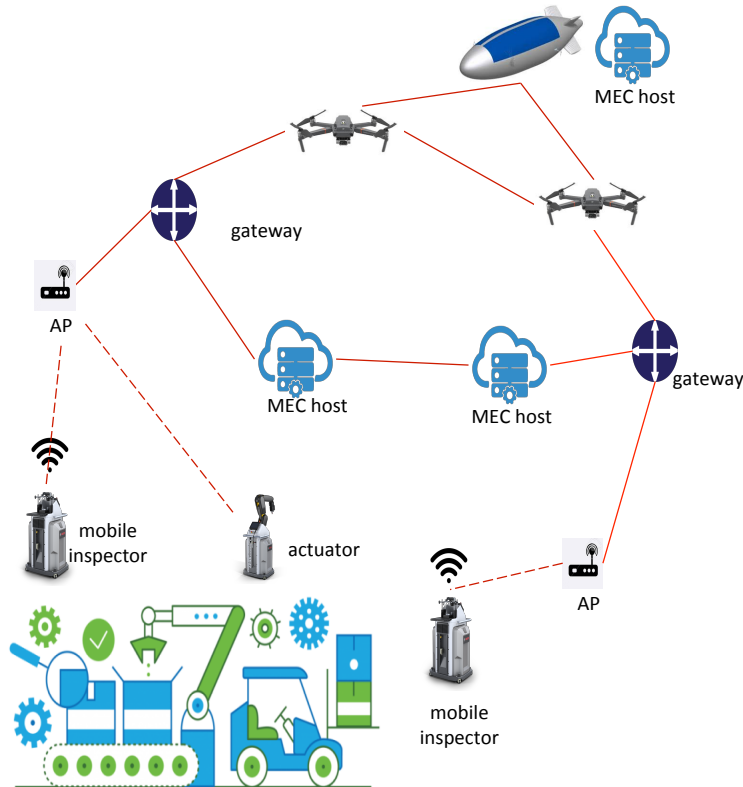 MEC host
gateway
AP
MEC host
MEC host
gateway
mobile
inspector
actuator
AP
mobile
inspector